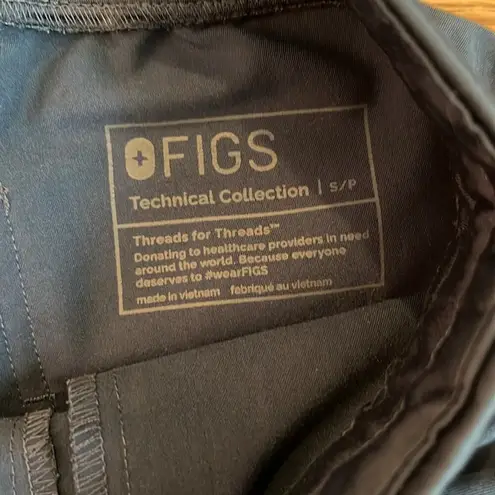 FIGS
Technical Collection | S/P
Threads for Threads™
Donating to healthcare providers in need
around the world. Because everyone
deserves to #wearFIGS
made in vietnam fabriqué au vietnam